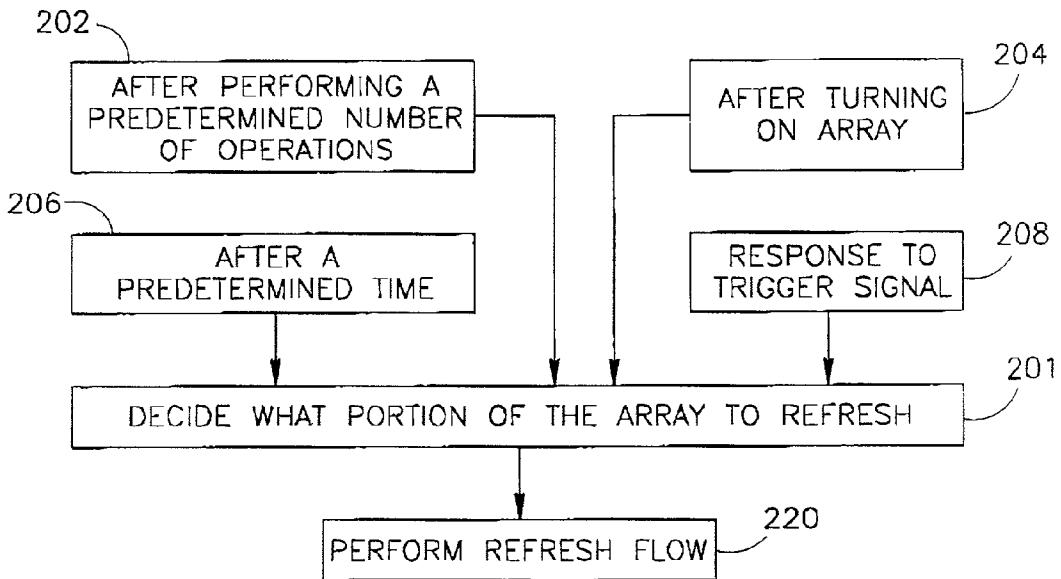 202
AFTER PERFORMING A
PREDETERMINED NUMBER
OF OPERATIONS
204
AFTER TURNING
ON ARRAY
206
AFTER A
PREDETERMINED TIME
208
RESPONSE TO
TRIGGER SIGNAL
201
DECIDE WHAT PORTION OF THE ARRAY TO REFRESH
220
PERFORM REFRESH FLOW